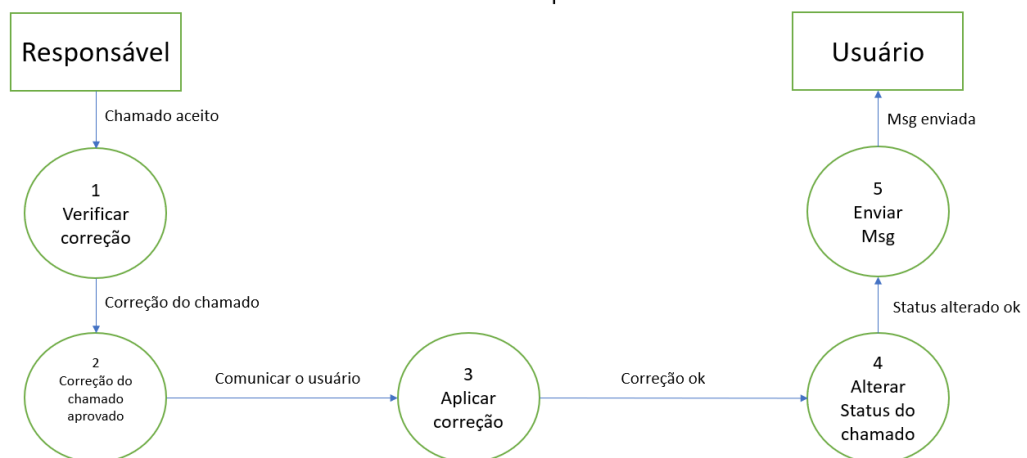 Responsável
Usuário
Chamado aceito
Msg enviada
1
Verificar
correção
5
Enviar
Msg
Correção do chamado
Status alterado ok
2
Correção do
chamado
aprovado
Comunicar o usuário
3
Aplicar
correção
Correção ok
4
Alterar
Status do
chamado